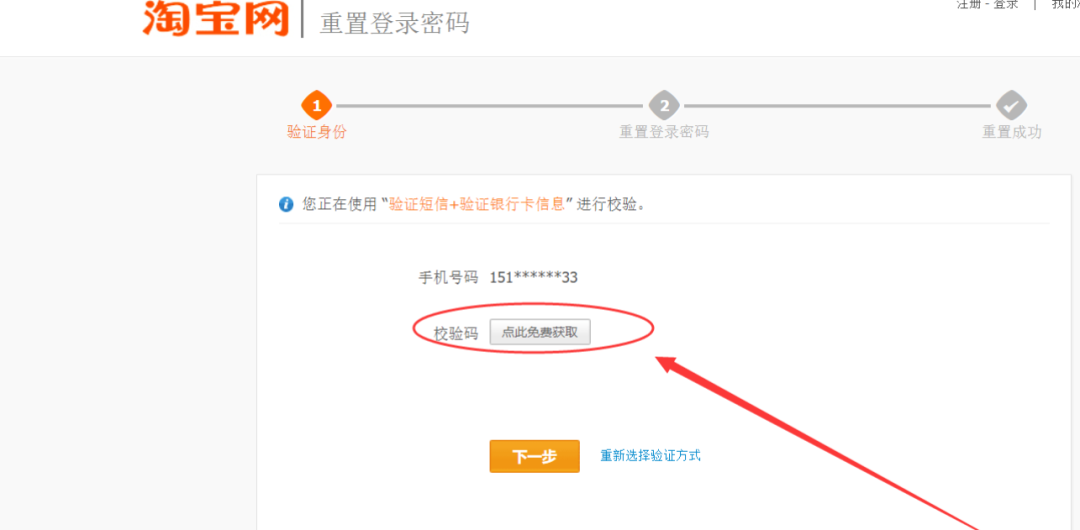 淘宝网 重置登录密码
注册 - 登录 | 我的
1 2
验证身份 重置登录密码 重置成功
i 您正在使用 “验证短信+验证银行卡信息” 进行校验。
手机号码 151******33
校验码 点此免费获取
下一步 重新选择验证方式